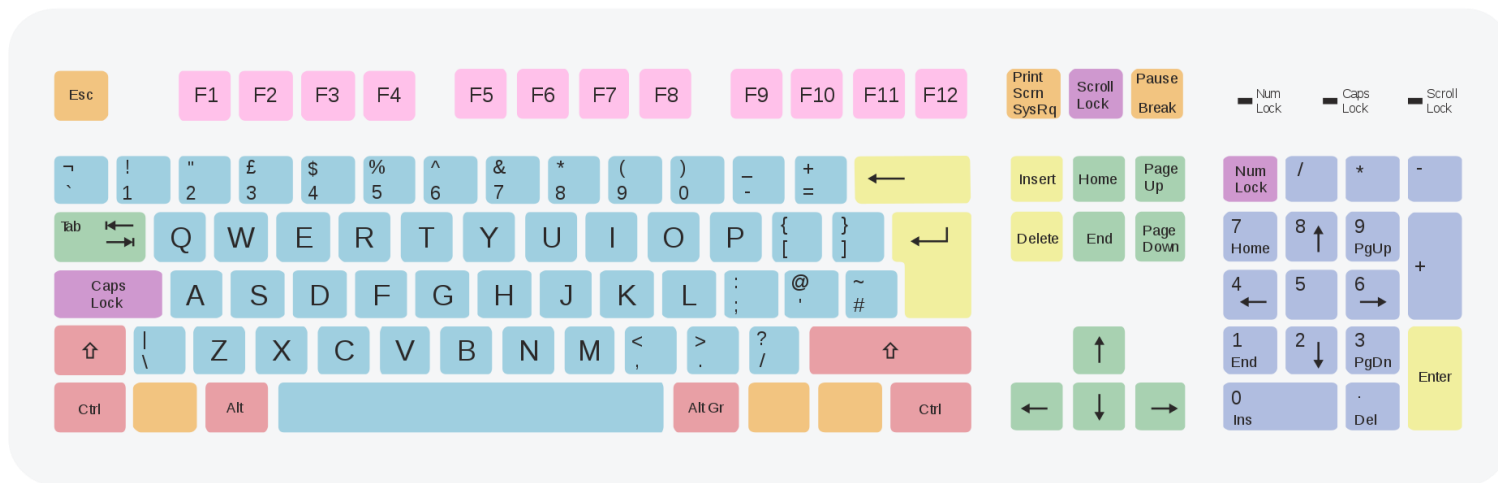 Esc F1 F2 F3 F4 F5 F6 F7 F8 F9 F10 F11 F12
Print
Scrn
SysRq
Scroll
Lock
Pause
Break
Num
Lock
Caps
Lock
Scroll
Lock
¬ ! " £ $ % ^ & * ( ) _ +
` 1 2 3 4 5 6 7 8 9 0 - = ←
Insert Home
Page
Up
Num
Lock
/ * -
Tab Q W E R T Y U I O P { }
[ ]
Delete End
Page
Down
7 8 ↑ 9
Home PgUp
+
Caps
Lock
A S D F G H J K L : @ ~
; ' #
4 5 6
← →
⇧ | Z X C V B N M < > ? ⇧
\ , . /
↑
1 2 ↓ 3
End PgDn
Enter
Ctrl Alt Alt Gr Ctrl
← ↓ →
0 .
Ins Del